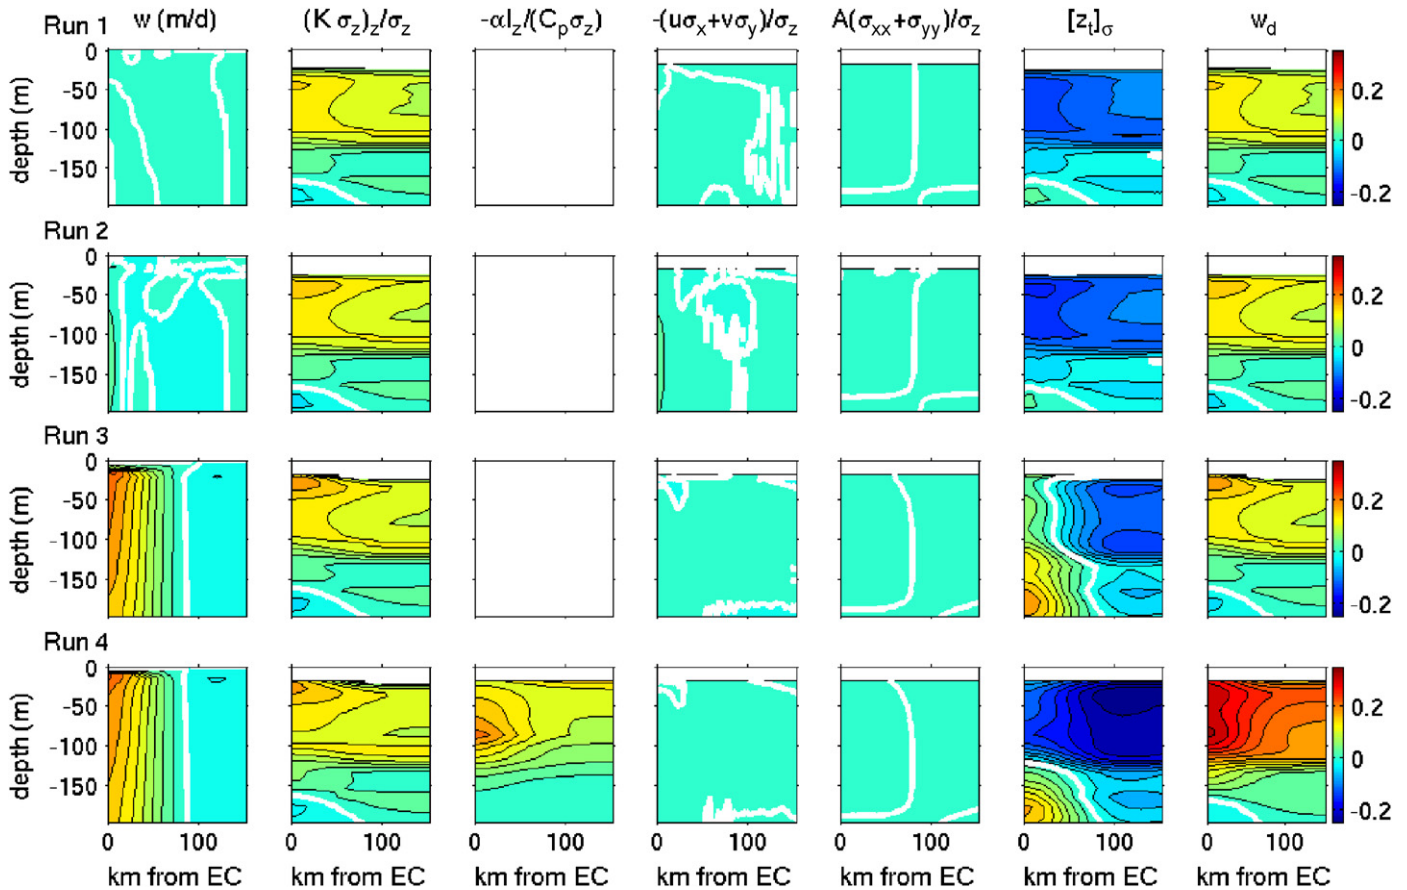 Run 1
w (m/d) (K σz)z/σz -αIz/(Cpσz) -(uσx+vσy)/σz A(σxx+σyy)/σz [zt]σ wd
0
-50
-100
-150
depth (m)
0.2
0
-0.2
Run 2
0
-50
-100
-150
depth (m)
0.2
0
-0.2
Run 3
0
-50
-100
-150
depth (m)
0.2
0
-0.2
Run 4
0
-50
-100
-150
depth (m)
0.2
0
-0.2
0 100 0 100 0 100 0 100 0 100 0 100 0 100
km from EC km from EC km from EC km from EC km from EC km from EC km from EC